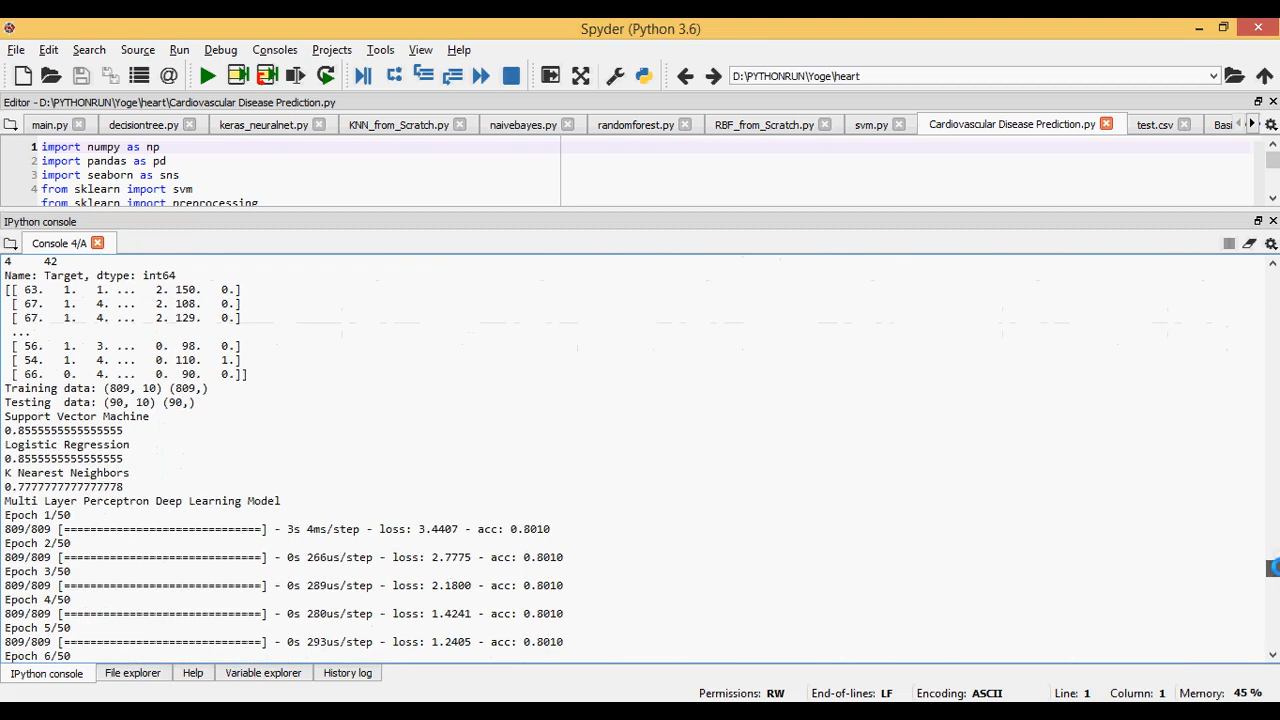 Spyder (Python 3.6)
File Edit Search Source Run Debug Consoles Projects Tools View Help
D:\PYTHONRUN\Yoge\heart
Editor - D:\PYTHONRUN\Yoge\heart\Cardiovascular Disease Prediction.py
main.py decisiontree.py keras_neuralnet.py KNN_from_Scratch.py naivebayes.py randomforest.py RBF_from_Scratch.py svm.py Cardiovascular Disease Prediction.py test.csv Basi
1 import numpy as np
2 import pandas as pd
3 import seaborn as sns
4 from sklearn import svm
from sklearn import preprocessing
IPython console
Console 4/A
4 42
Name: Target, dtype: int64
[[ 63. 1. 1. ... 2. 150. 0.]
[ 67. 1. 4. ... 2. 108. 0.]
[ 67. 1. 4. ... 2. 129. 0.]
...
[ 56. 1. 3. ... 0. 98. 0.]
[ 54. 1. 4. ... 0. 110. 1.]
[ 66. 0. 4. ... 0. 90. 0.]]
Training data: (809, 10) (809,)
Testing data: (90, 10) (90,)
Support Vector Machine
0.8555555555555555
Logistic Regression
0.8555555555555555
K Nearest Neighbors
0.7777777777777778
Multi Layer Perceptron Deep Learning Model
Epoch 1/50
809/809 [==============================] - 3s 4ms/step - loss: 3.4407 - acc: 0.8010
Epoch 2/50
809/809 [==============================] - 0s 266us/step - loss: 2.7775 - acc: 0.8010
Epoch 3/50
809/809 [==============================] - 0s 289us/step - loss: 2.1800 - acc: 0.8010
Epoch 4/50
809/809 [==============================] - 0s 280us/step - loss: 1.4241 - acc: 0.8010
Epoch 5/50
809/809 [==============================] - 0s 293us/step - loss: 1.2405 - acc: 0.8010
Epoch 6/50
IPython console File explorer Help Variable explorer History log
Permissions: RW End-of-lines: LF Encoding: ASCII Line: 1 Column: 1 Memory: 45 %